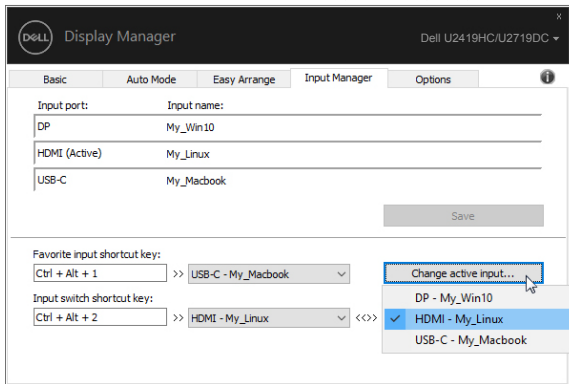 DELL Display Manager
x
Dell U2419HC/U2719DC
Basic Auto Mode Easy Arrange Input Manager Options i
Input port: Input name:
DP My_Win10
HDMI (Active) My_Linux
USB-C My_Macbook
Save
Favorite input shortcut key:
Ctrl + Alt + 1 >> USB-C - My_Macbook Change active input...
Input switch shortcut key:
Ctrl + Alt + 2 >> HDMI - My_Linux <<>>
DP - My_Win10
HDMI - My_Linux
USB-C - My_Macbook